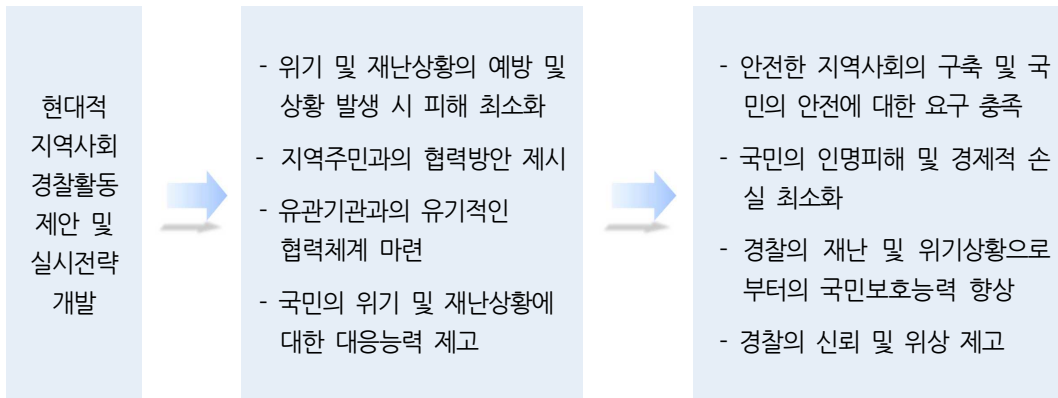 현대적
지역사회
경찰활동
제안 및
실시전략
개발
- 위기 및 재난상황의 예방 및
상황 발생 시 피해 최소화
- 지역주민과의 협력방안 제시
- 유관기관과의 유기적인
협력체계 마련
- 국민의 위기 및 재난상황에
대한 대응능력 제고
- 안전한 지역사회의 구축 및 국
민의 안전에 대한 요구 충족
- 국민의 인명피해 및 경제적 손
실 최소화
- 경찰의 재난 및 위기상황으로
부터의 국민보호능력 향상
- 경찰의 신뢰 및 위상 제고